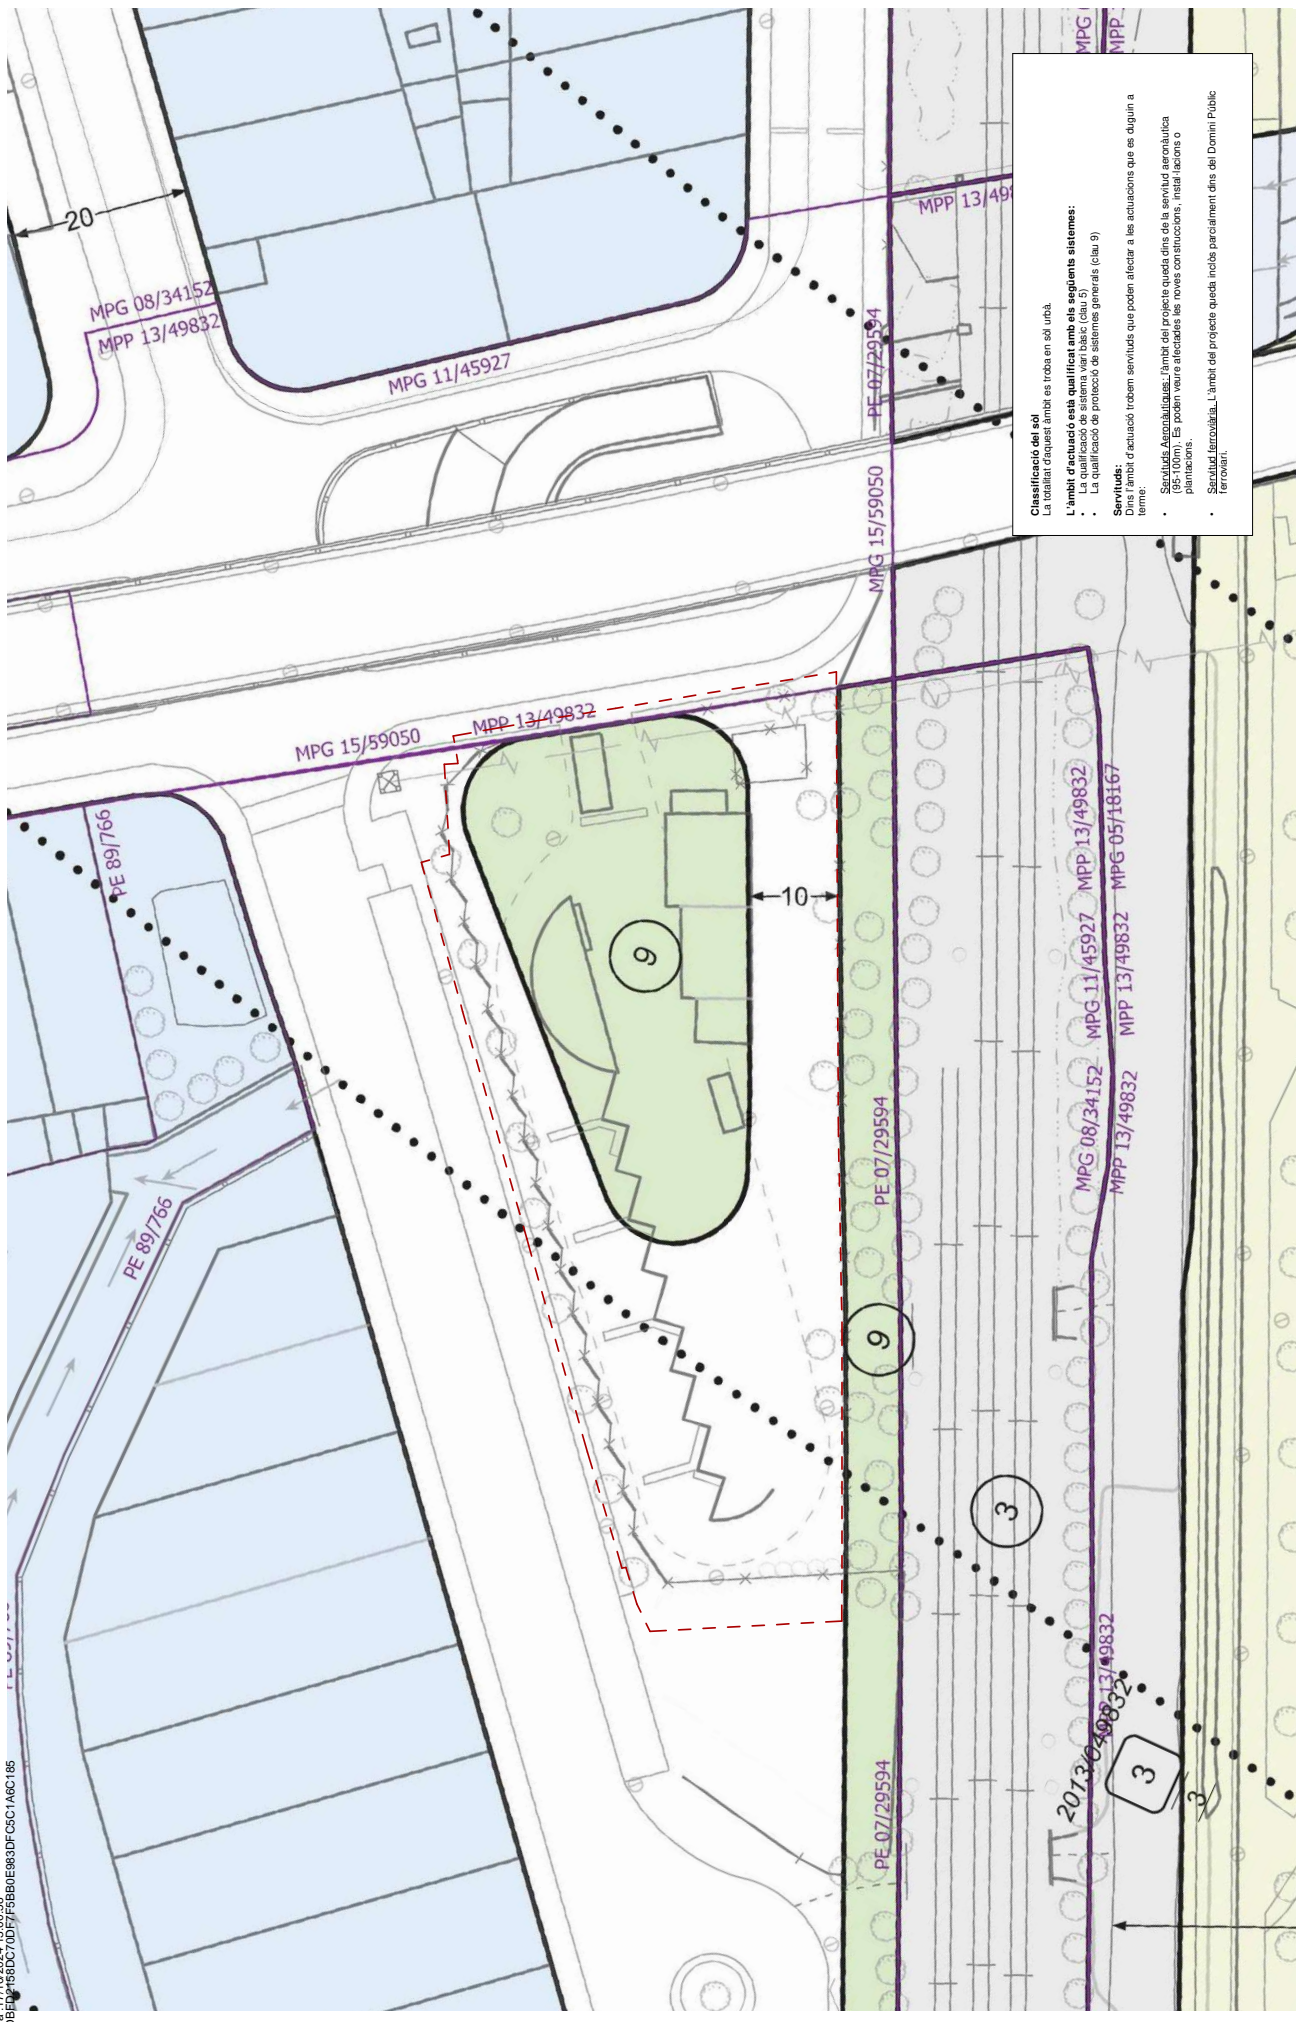 Classificació del sòl
La totalitat d'aquest àmbit es troba en sòl urbà.
L'àmbit d'actuació està qualificat amb els següents sistemes:
• La qualificació de sistema viari bàsic (clau 5)
• La qualificació de protecció de sistemes generals (clau 9)
Servituds:
Dins l'àmbit d'actuació trobem servituds que poden afectar a les actuacions que es duguin a
terme:
• Servituds Aeronàutiques: l'àmbit del projecte queda dins de la servitud aeronàutica
(95-100m). Es poden veure afectades les noves construccions, instal·lacions o
plantacions.
• Servitud ferroviària. L'àmbit del projecte queda inclòs parcialment dins del Domini Públic
ferroviari.
20
MPG 08/34152
MPP 13/49832
MPG 11/45927
MPP 13/498
MPG
MPP
PE 07/29594
MPG 15/59050
MPG 15/59050
MPP 13/49832
PE 89/766
PE 89/766
9
10
MPP 13/49832
MPG 05/18167
MPG 11/45927
MPP 13/49832
MPG 08/34152
MPP 13/49832
PE 07/29594
9
3
13/49832
2013/049832
3
3
PE 07/29594